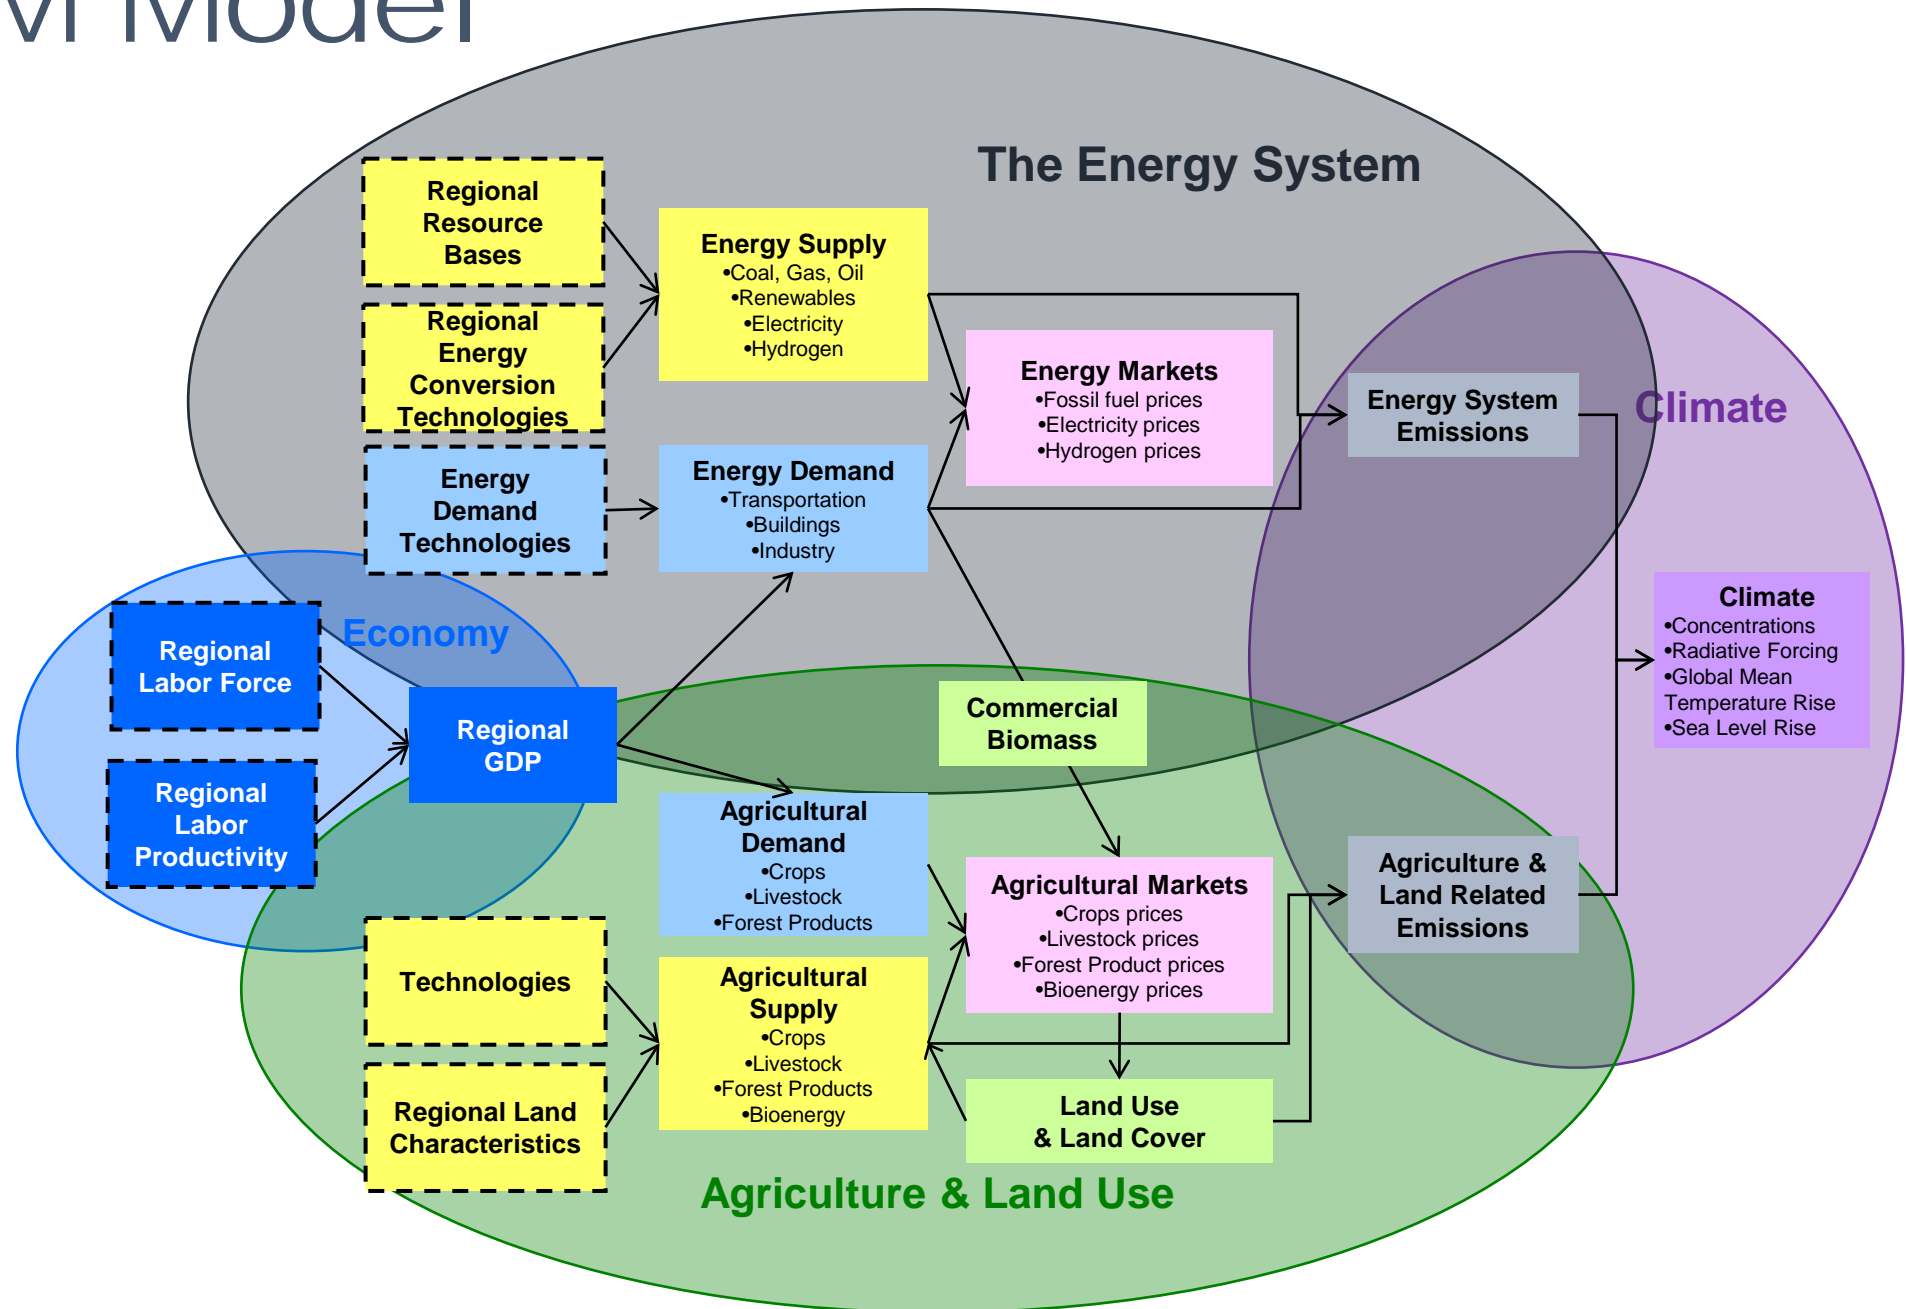 M Model
The Energy System
Regional
Resource
Bases
Regional
Energy
Conversion
Technologies
Energy
Demand
Technologies
Energy Supply
•Coal, Gas, Oil
•Renewables
•Electricity
•Hydrogen
Energy Demand
•Transportation
•Buildings
•Industry
Energy Markets
•Fossil fuel prices
•Electricity prices
•Hydrogen prices
Energy System
Emissions
Climate
Climate
•Concentrations
•Radiative Forcing
•Global Mean
Temperature Rise
•Sea Level Rise
Economy
Regional
Labor Force
Regional
Labor
Productivity
Regional
GDP
Commercial
Biomass
Agricultural
Demand
•Crops
•Livestock
•Forest Products
Agricultural Markets
•Crops prices
•Livestock prices
•Forest Product prices
•Bioenergy prices
Agriculture &
Land Related
Emissions
Technologies
Regional Land
Characteristics
Agricultural
Supply
•Crops
•Livestock
•Forest Products
•Bioenergy
Land Use
& Land Cover
Agriculture & Land Use